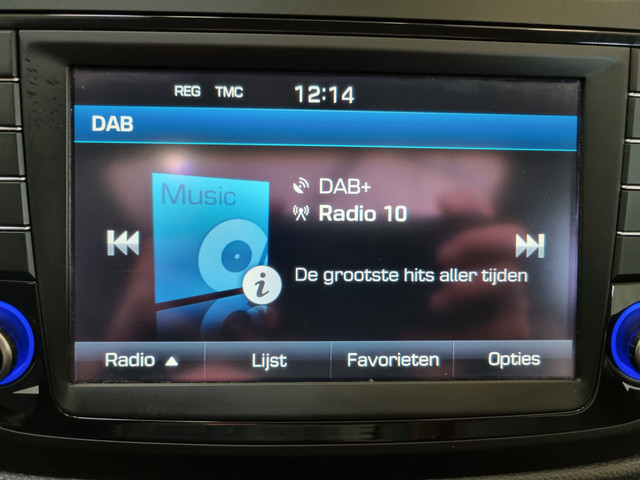 REG TMC 12:14
DAB
Music
DAB+
Radio 10
i
De grootste hits aller tijden
Radio ▲ Lijst Favorieten Opties